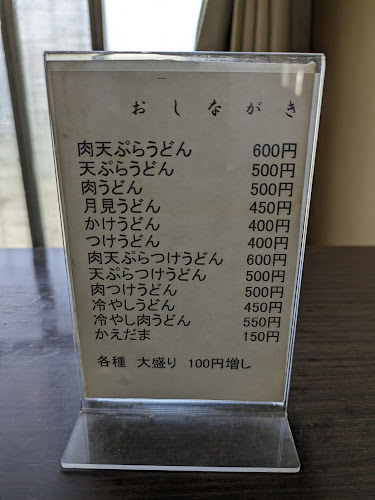 おしながき
肉天ぷらうどん 600円
天ぷらうどん 500円
肉うどん 500円
月見うどん 450円
かけうどん 400円
つけうどん 400円
肉天ぷらつけうどん 600円
天ぷらつけうどん 500円
肉つけうどん 500円
冷やしうどん 450円
冷やし肉うどん 550円
かえだま 150円
各種 大盛り 100円増し